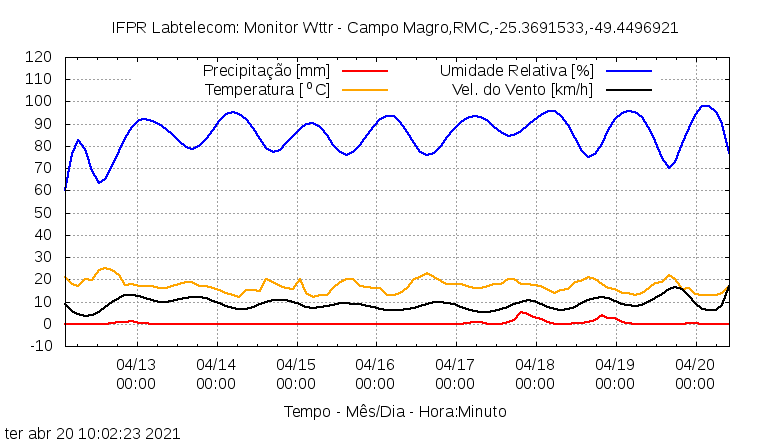 IFPR Labtelecom: Monitor Wttr - Campo Magro,RMC,-25.3691533,-49.4496921
120
110
100
90
80
70
60
50
40
30
20
10
0
-10
Precipitação [mm]
Temperatura [ ⁰C]
Umidade Relativa [%]
Vel. do Vento [km/h]
04/13 04/14 04/15 04/16 04/17 04/18 04/19 04/20
00:00 00:00 00:00 00:00 00:00 00:00 00:00 00:00
Tempo - Mês/Dia - Hora:Minuto
ter abr 20 10:02:23 2021